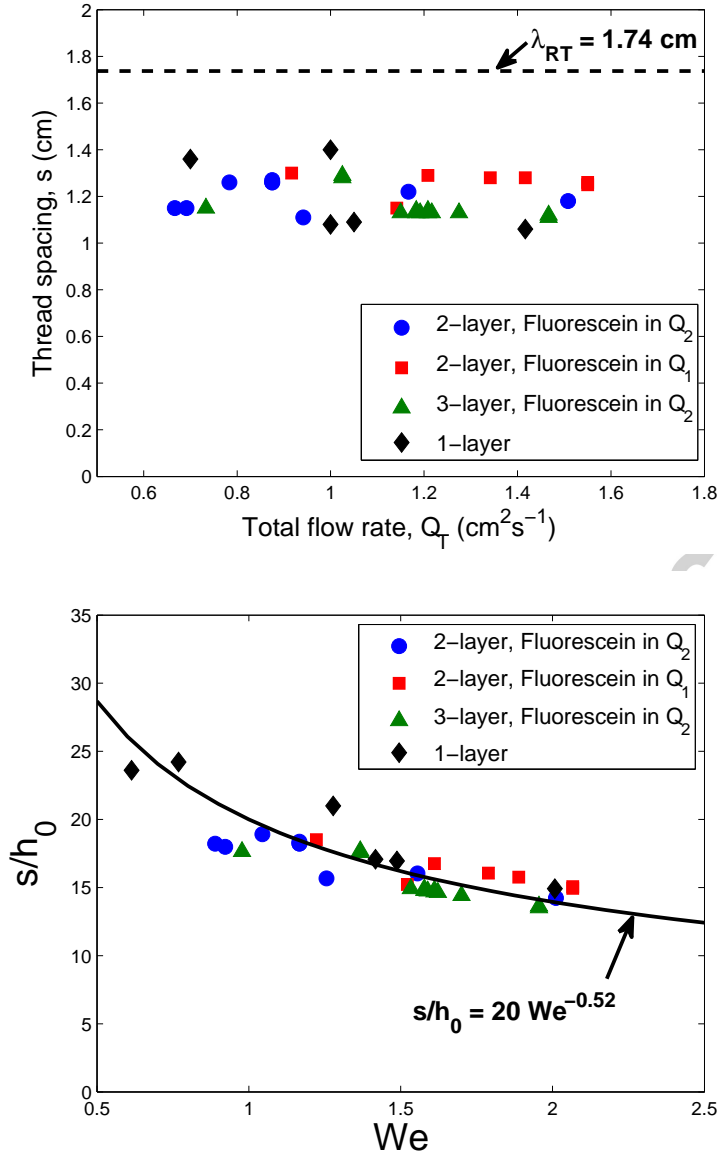 2
1.8
1.6
1.4
1.2
1
0.8
0.6
0.4
0.2
0
Thread spacing, s (cm)
λRT = 1.74 cm
2−layer, Fluorescein in Q2
2−layer, Fluorescein in Q1
3−layer, Fluorescein in Q2
1−layer
0.6 0.8 1 1.2 1.4 1.6 1.8
Total flow rate, QT (cm²s⁻¹)
35
30
25
20
15
10
5
0
s/h0
2−layer, Fluorescein in Q2
2−layer, Fluorescein in Q1
3−layer, Fluorescein in Q2
1−layer
s/h0 = 20 We^−0.52
0.5 1 1.5 2 2.5
We